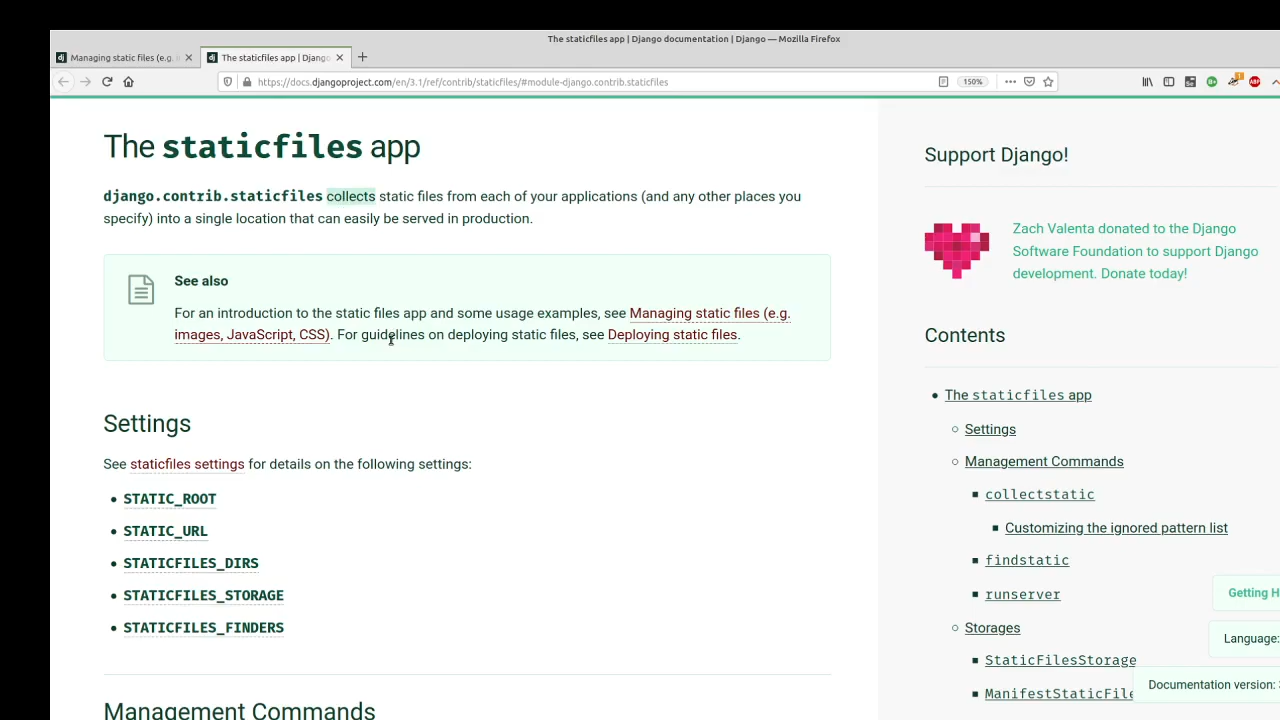 The staticfiles app | Django documentation | Django — Mozilla Firefox
Managing static files (e.g. i
The staticfiles app | Django
https://docs.djangoproject.com/en/3.1/ref/contrib/staticfiles/#module-django.contrib.staticfiles
150%
ABP
The staticfiles app
django.contrib.staticfiles collects static files from each of your applications (and any other places you
specify) into a single location that can easily be served in production.
See also
For an introduction to the static files app and some usage examples, see Managing static files (e.g.
images, JavaScript, CSS). For guidelines on deploying static files, see Deploying static files.
Settings
See staticfiles settings for details on the following settings:
• STATIC_ROOT
• STATIC_URL
• STATICFILES_DIRS
• STATICFILES_STORAGE
• STATICFILES_FINDERS
Management Commands
Support Django!
Zach Valenta donated to the Django
Software Foundation to support Django
development. Donate today!
Contents
• The staticfiles app
○ Settings
○ Management Commands
▪ collectstatic
▪ Customizing the ignored pattern list
▪ findstatic
▪ runserver
○ Storages
▪ StaticFilesStorage
▪ ManifestStaticFile
Getting H
Language:
Documentation version: